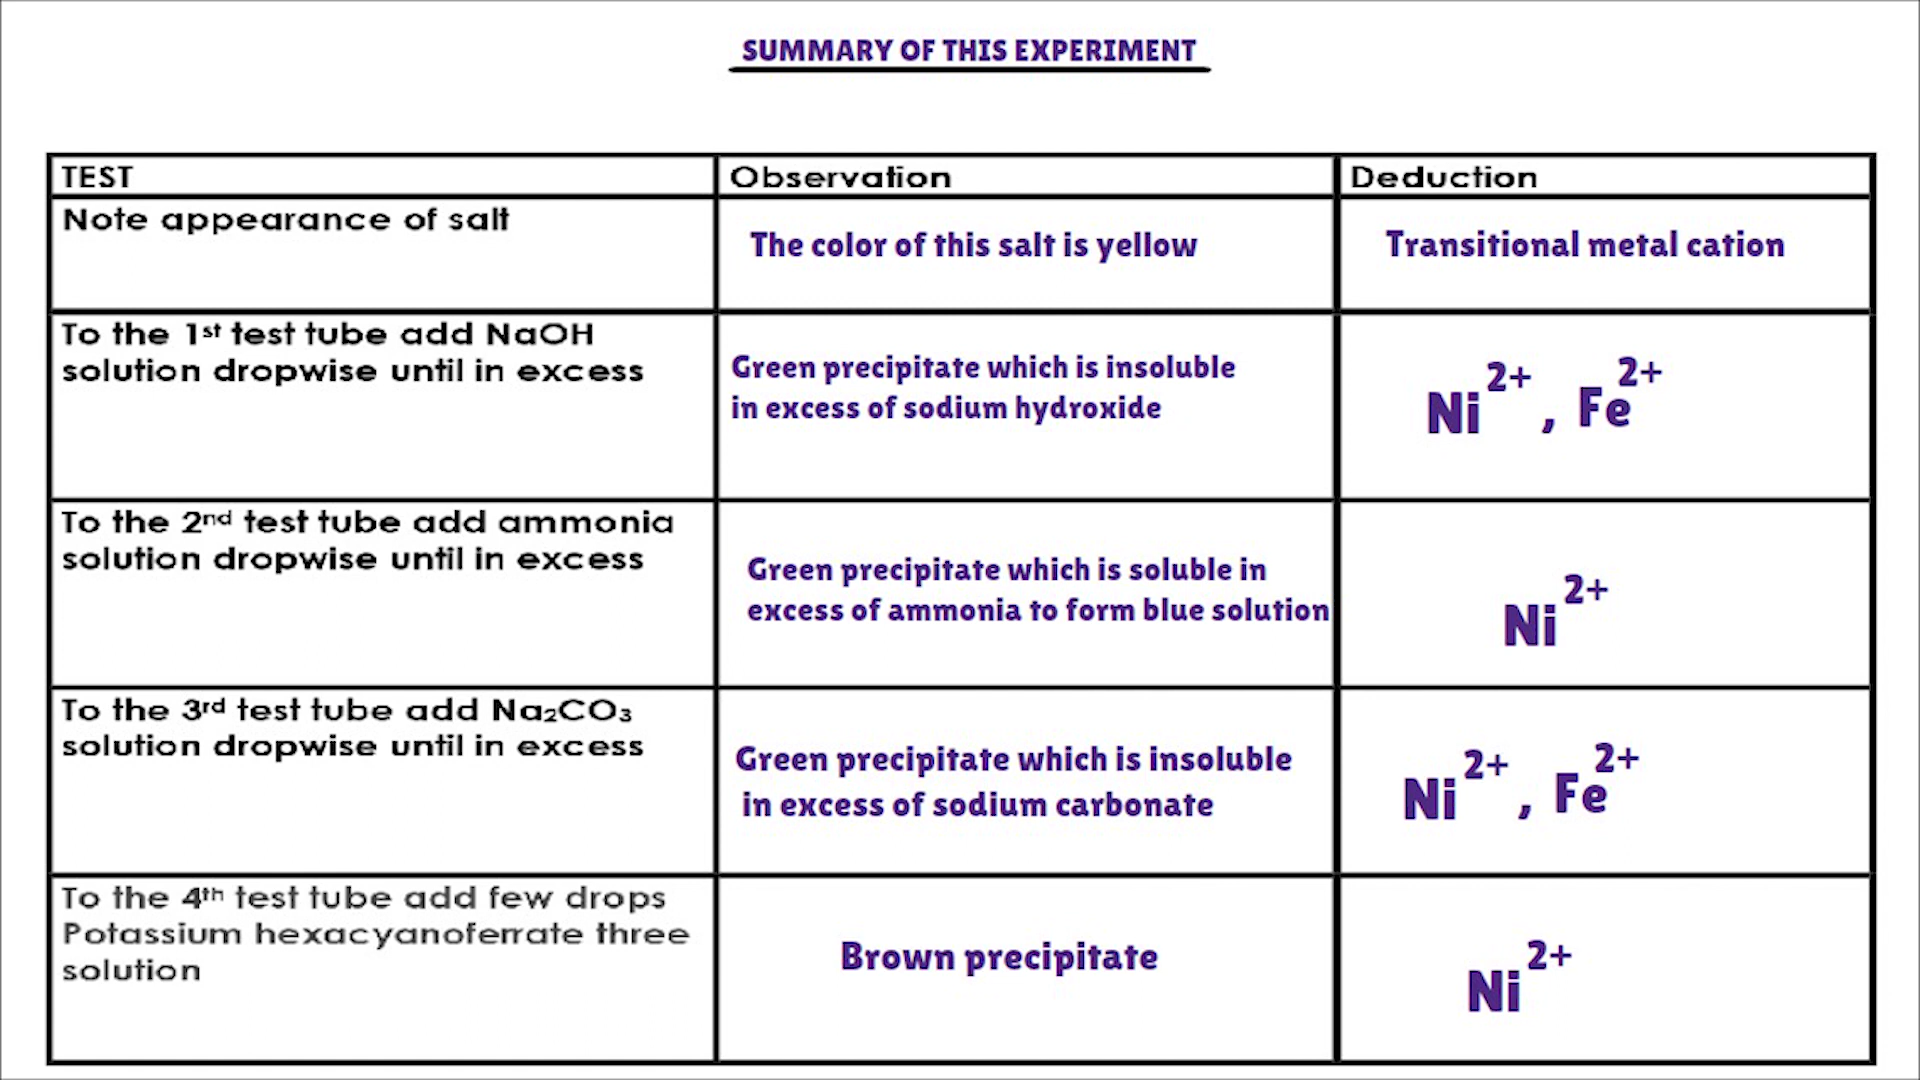 SUMMARY OF THIS EXPERIMENT
TEST
Observation
Deduction
Note appearance of salt
The color of this salt is yellow
Transitional metal cation
To the 1st test tube add NaOH
solution dropwise until in excess
Green precipitate which is insoluble
in excess of sodium hydroxide
Ni2+ , Fe2+
To the 2nd test tube add ammonia
solution dropwise until in excess
Green precipitate which is soluble in
excess of ammonia to form blue solution
Ni2+
To the 3rd test tube add Na₂CO₃
solution dropwise until in excess
Green precipitate which is insoluble
in excess of sodium carbonate
Ni2+ , Fe2+
To the 4th test tube add few drops
Potassium hexacyanoferrate three
solution
Brown precipitate
Ni2+